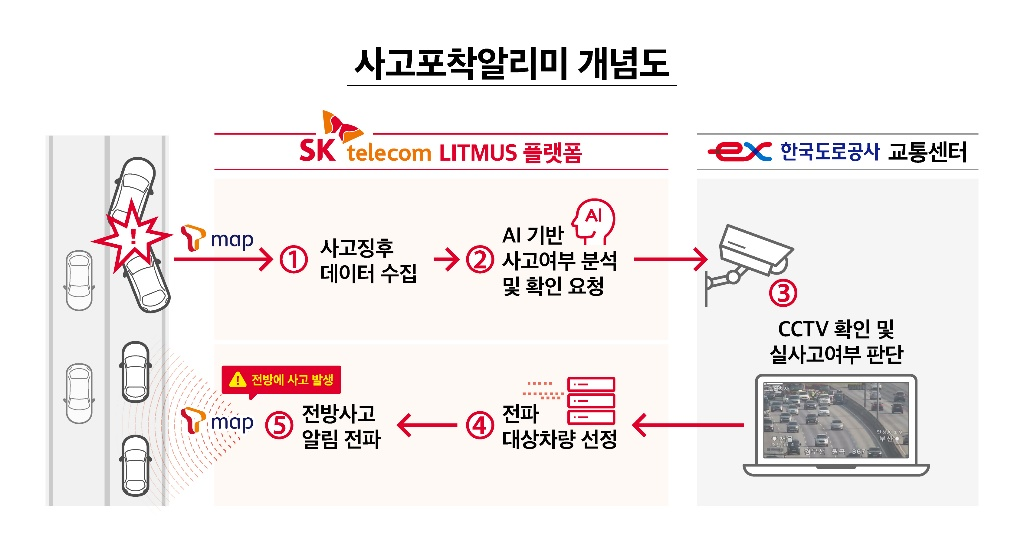 사고포착알리미 개념도
SK telecom LITMUS 플랫폼
ex 한국도로공사 교통센터
!
T map
① 사고징후
데이터 수집
② AI 기반
사고여부 분석
및 확인 요청
AI
③
CCTV 확인 및
실사고여부 판단
! 전방에 사고 발생
T map
⑤ 전방사고
알림 전파
④ 전파
대상차량 선정
부산